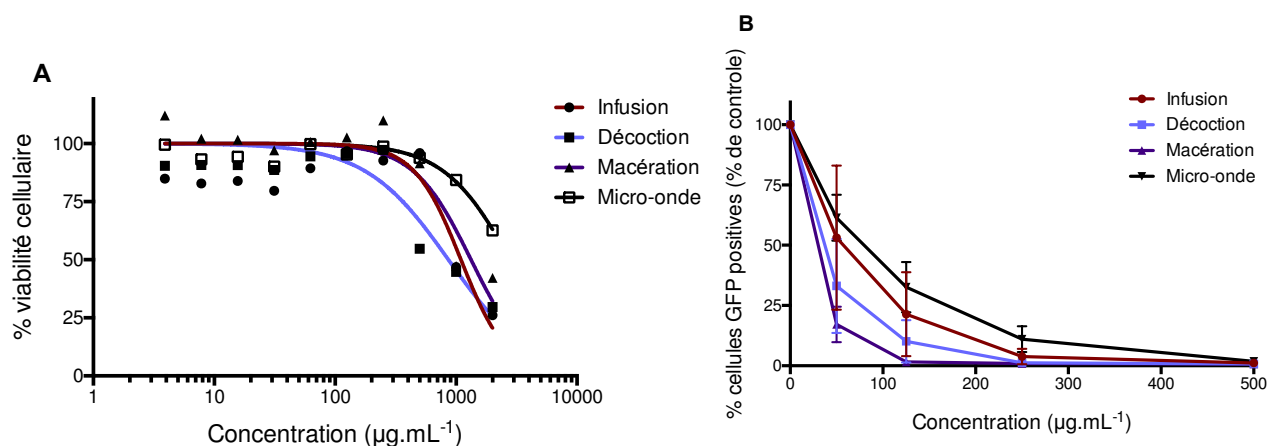 A
% viabilité cellulaire
100
75
50
25
0
1
10
100
1000
10000
Concentration (µg.mL⁻¹)
Infusion
Décoction
Macération
Micro-onde
B
% cellules GFP positives (% de controle)
100
75
50
25
0
0
100
200
300
400
500
Concentration (µg.mL⁻¹)
Infusion
Décoction
Macération
Micro-onde